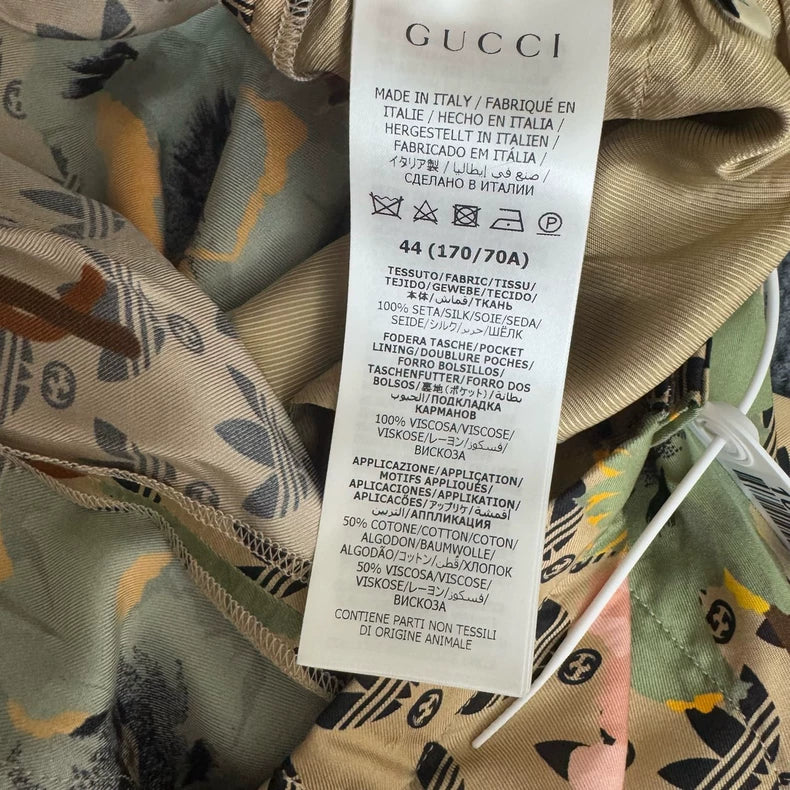 GUCCI
MADE IN ITALY / FABRIQUÉ EN
ITALIE / HECHO EN ITALIA /
HERGESTELLT IN ITALIEN /
FABRICADO EM ITÁLIA /
イタリア製 / صنع في إيطاليا /
СДЕЛАНО В ИТАЛИИ
P
44 (170/70A)
TESSUTO/FABRIC/TISSU/
TEJIDO/GEWEBE/TECIDO/
本体/قماش/ТКАНЬ
100% SETA/SILK/SOIE/SEDA/
SEIDE/シルク/حرير/ШЁЛК
FODERA TASCHE/POCKET
LINING/DOUBLURE POCHES/
FORRO BOLSILLOS/
TASCHENFUTTER/FORRO DOS
BOLSOS/裏地(ポケット)/بطانة
الجيوب/ПОДКЛАДКА
КАРМАНОВ
100% VISCOSA/VISCOSE/
VISKOSE/レーヨン/فسكوز/
ВИСКОЗА
APPLICAZIONE/APPLICATION/
MOTIFS APPLIQUÉS/
APLICACIONES/APPLIKATION/
APLICACÕES/アップリケ/أقمشة
التزيين/АППЛИКАЦИЯ
50% COTONE/COTTON/COTON/
ALGODON/BAUMWOLLE/
ALGODÃO/コットン/قطن/ХЛОПОК
50% VISCOSA/VISCOSE/
VISKOSE/レーヨン/فسكوز/
ВИСКОЗА
CONTIENE PARTI NON TESSILI
DI ORIGINE ANIMALE